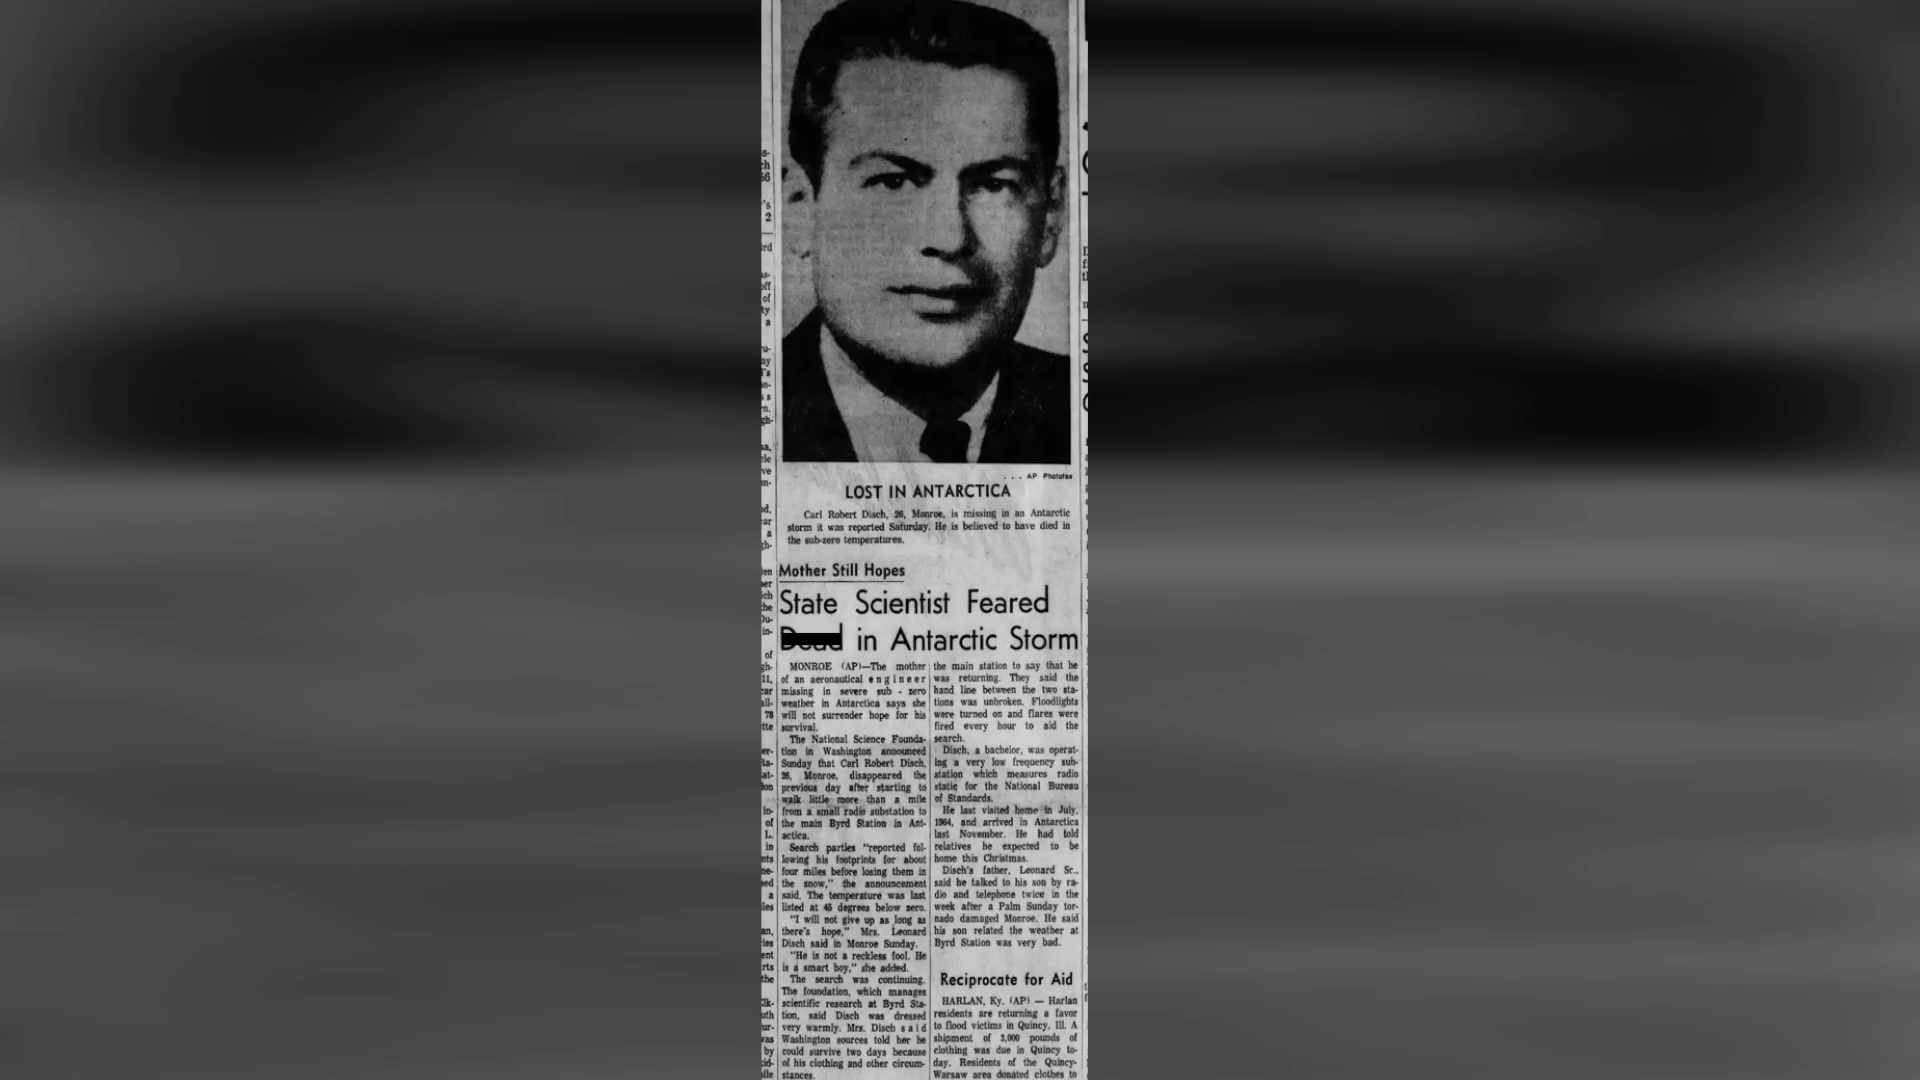 . . . AP Photofax
LOST IN ANTARCTICA
Carl Robert Disch, 26, Monroe, is missing in an Antarctic
storm it was reported Saturday. He is believed to have died in
the sub-zero temperatures.
Mother Still Hopes
State Scientist Feared
in Antarctic Storm
MONROE (AP)—The mother
of an aeronautical engineer
missing in severe sub - zero
weather in Antarctica says she
will not surrender hope for his
survival.
The National Science Founda-
tion in Washington announced
Sunday that Carl Robert Disch,
26, Monroe, disappeared the
previous day after starting to
walk little more than a mile
from a small radio substation to
the main Byrd Station in Ant-
actica.
Search parties "reported fol-
lowing his footprints for about
four miles before losing them in
the snow," the announcement
said. The temperature was last
listed at 45 degrees below zero.
"I will not give up as long as
there's hope," Mrs. Leonard
Disch said in Monroe Sunday.
"He is not a reckless fool. He
is a smart boy," she added.
The search was continuing.
The foundation, which manages
scientific research at Byrd Sta-
tion, said Disch was dressed
very warmly. Mrs. Disch said
Washington sources told her he
could survive two days because
of his clothing and other circum-
stances.
the main station to say that he
was returning. They said the
hand line between the two sta-
tions was unbroken. Floodlights
were turned on and flares were
fired every hour to aid the
search.
Disch, a bachelor, was operat-
ing a very low frequency sub-
station which measures radio
static for the National Bureau
of Standards.
He last visited home in July,
1964, and arrived in Antarctica
last November. He had told
relatives he expected to be
home this Christmas.
Disch's father, Leonard Sr.,
said he talked to his son by ra-
dio and telephone twice in the
week after a Palm Sunday tor-
nado damaged Monroe. He said
his son related the weather at
Byrd Station was very bad.
Reciprocate for Aid
HARLAN, Ky. (AP) — Harlan
residents are returning a favor
to flood victims in Quincy, Ill. A
shipment of 2,000 pounds of
clothing was due in Quincy to-
day. Residents of the Quincy-
Warsaw area donated clothes to